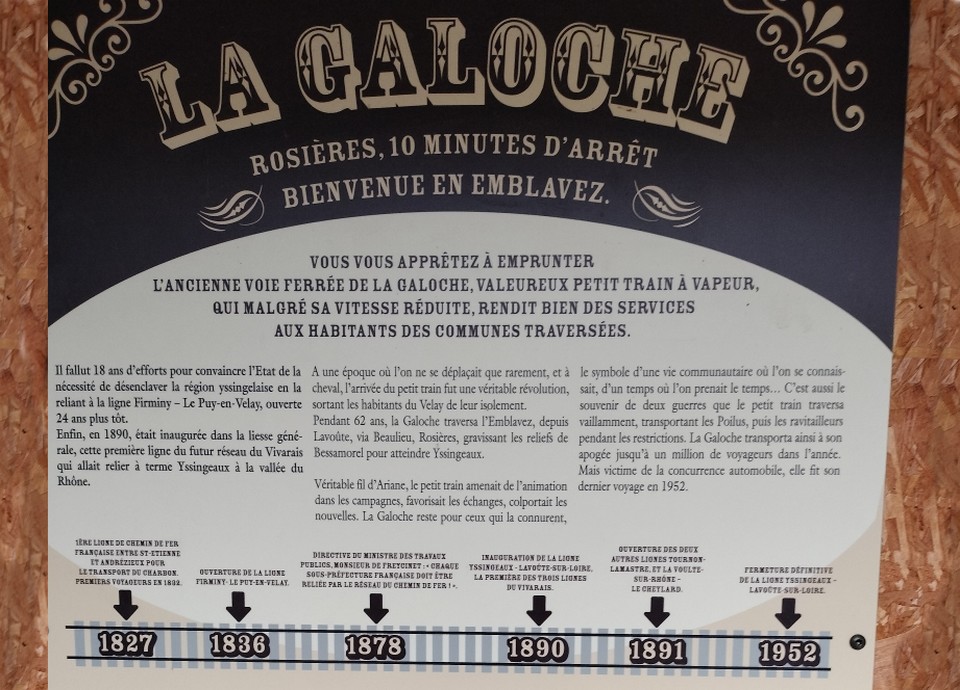 LA GALOCHE
ROSIÈRES, 10 MINUTES D'ARRÊT
BIENVENUE EN EMBLAVEZ.
VOUS VOUS APPRÊTEZ À EMPRUNTER
L'ANCIENNE VOIE FERRÉE DE LA GALOCHE, VALEUREUX PETIT TRAIN À VAPEUR,
QUI MALGRÉ SA VITESSE RÉDUITE, RENDIT BIEN DES SERVICES
AUX HABITANTS DES COMMUNES TRAVERSÉES.
Il fallut 18 ans d'efforts pour convaincre l'Etat de la
nécessité de désenclaver la région yssingelaise en la
reliant à la ligne Firminy – Le Puy-en-Velay, ouverte
24 ans plus tôt.
Enfin, en 1890, était inaugurée dans la liesse géné-
rale, cette première ligne du futur réseau du Vivarais
qui allait relier à terme Yssingeaux à la vallée du
Rhône.
A une époque où l'on ne se déplaçait que rarement, et à
cheval, l'arrivée du petit train fut une véritable révolution,
sortant les habitants du Velay de leur isolement.
Pendant 62 ans, la Galoche traversa l'Emblavez, depuis
Lavoûte, via Beaulieu, Rosières, gravissant les reliefs de
Bessamorel pour atteindre Yssingeaux.
Véritable fil d'Ariane, le petit train amenait de l'animation
dans les campagnes, favorisait les échanges, colportait les
nouvelles. La Galoche reste pour ceux qui la connurent,
le symbole d'une vie communautaire où l'on se connais-
sait, d'un temps où l'on prenait le temps... C'est aussi le
souvenir de deux guerres que le petit train traversa
vaillamment, transportant les Poilus, puis les ravitailleurs
pendant les restrictions. La Galoche transporta ainsi à son
apogée jusqu'à un million de voyageurs dans l'année.
Mais victime de la concurrence automobile, elle fit son
dernier voyage en 1952.
1ÈRE LIGNE DE CHEMIN DE FER
FRANÇAISE ENTRE ST-ETIENNE
ET ANDRÉZIEUX POUR
LE TRANSPORT DU CHARBON.
PREMIERS VOYAGEURS EN 1832.
1827
OUVERTURE DE LA LIGNE
FIRMINY- LE PUY-EN-VELAY.
1836
DIRECTIVE DU MINISTRE DES TRAVAUX
PUBLICS, MONSIEUR DE FREYCINET : « CHAQUE
SOUS-PRÉFECTURE FRANÇAISE DOIT ÊTRE
RELIÉE PAR LE RÉSEAU DU CHEMIN DE FER ! ».
1878
INAUGURATION DE LA LIGNE
YSSINGEAUX - LAVOÛTE-SUR-LOIRE,
LA PREMIÈRE DES TROIS LIGNES
DU VIVARAIS.
1890
OUVERTURE DES DEUX
AUTRES LIGNES TOURNON-
LAMASTRE, ET LA VOULTE-
SUR-RHÔNE -
LE CHEYLARD.
1891
FERMETURE DÉFINITIVE
DE LA LIGNE YSSINGEAUX -
LAVOÛTE-SUR-LOIRE.
1952